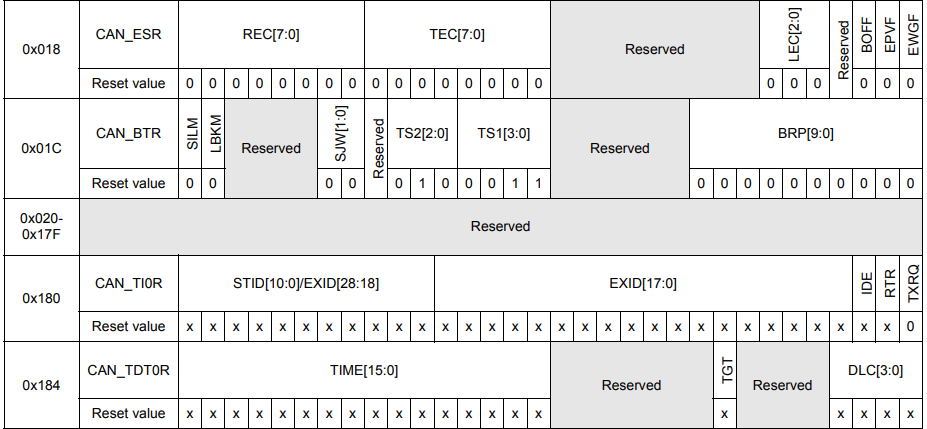 0x018 CAN_ESR REC[7:0] TEC[7:0] Reserved LEC[2:0] Reserved BOFF EPVF EWGF
Reset value 0 0 0 0 0 0 0 0 0 0 0 0 0 0 0 0 0 0 0 0 0 0
0x01C CAN_BTR SILM LBKM Reserved SJW[1:0] Reserved TS2[2:0] TS1[3:0] Reserved BRP[9:0]
Reset value 0 0 0 0 0 1 0 0 0 1 1 0 0 0 0 0 0 0 0 0 0
0x020-
0x17F
Reserved
0x180 CAN_TI0R STID[10:0]/EXID[28:18] EXID[17:0] IDE RTR TXRQ
Reset value x x x x x x x x x x x x x x x x x x x x x x x x x x x x x x x 0
0x184 CAN_TDT0R TIME[15:0] Reserved TGT Reserved DLC[3:0]
Reset value x x x x x x x x x x x x x x x x x x x x x